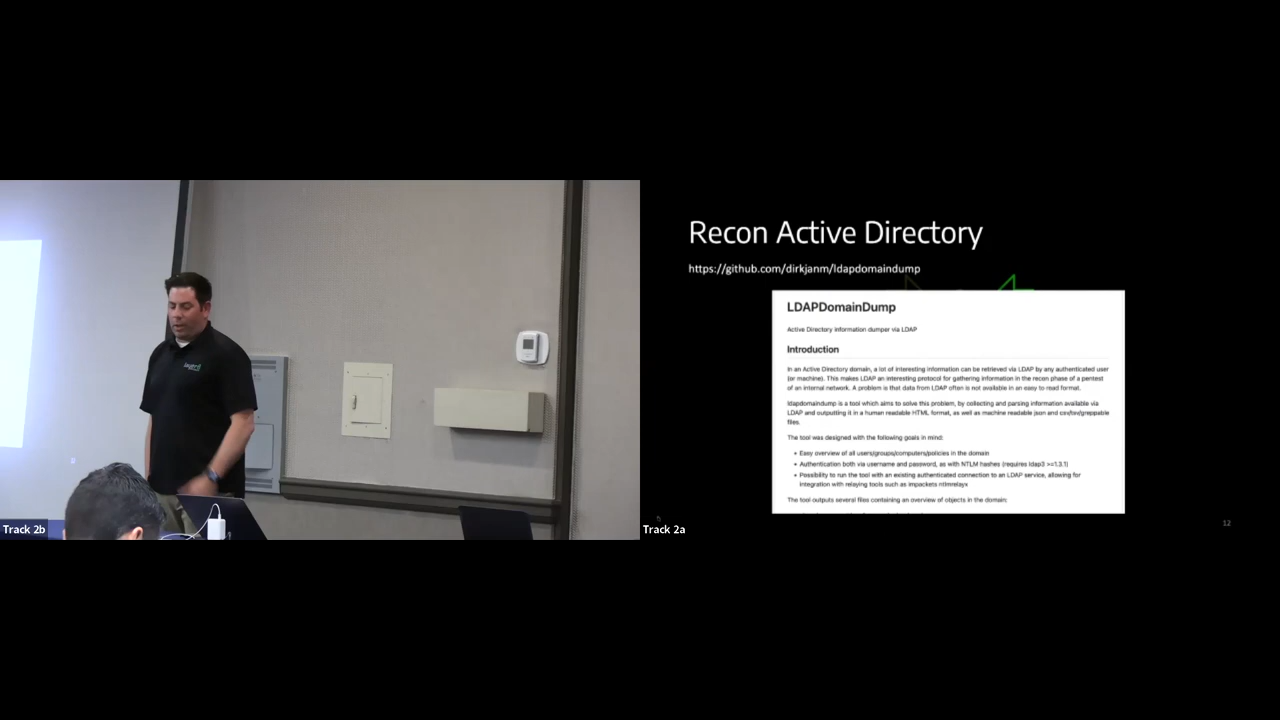 Recon Active Directory
https://github.com/dirkjanm/ldapdomaindump
LDAPDomainDump
Active Directory information dumper via LDAP
Introduction
In an Active Directory domain, a lot of interesting information can be retrieved via LDAP by any authenticated user
(or machine). This makes LDAP an interesting protocol for gathering information in the recon phase of a pentest
of an internal network. A problem is that data from LDAP often is not available in an easy to read format.
ldapdomaindump is a tool which aims to solve this problem, by collecting and parsing information available via
LDAP and outputting it in a human readable HTML format, as well as machine readable json and csv/tsv/greppable
files.
The tool was designed with the following goals in mind:
• Easy overview of all users/groups/computers/policies in the domain
• Authentication both via username and password, as with NTLM hashes (requires ldap3 >=1.3.1)
• Possibility to run the tool with an existing authenticated connection to an LDAP service, allowing for
integration with relaying tools such as impackets ntlmrelayx
The tool outputs several files containing an overview of objects in the domain:
12
Track 2b
Track 2a